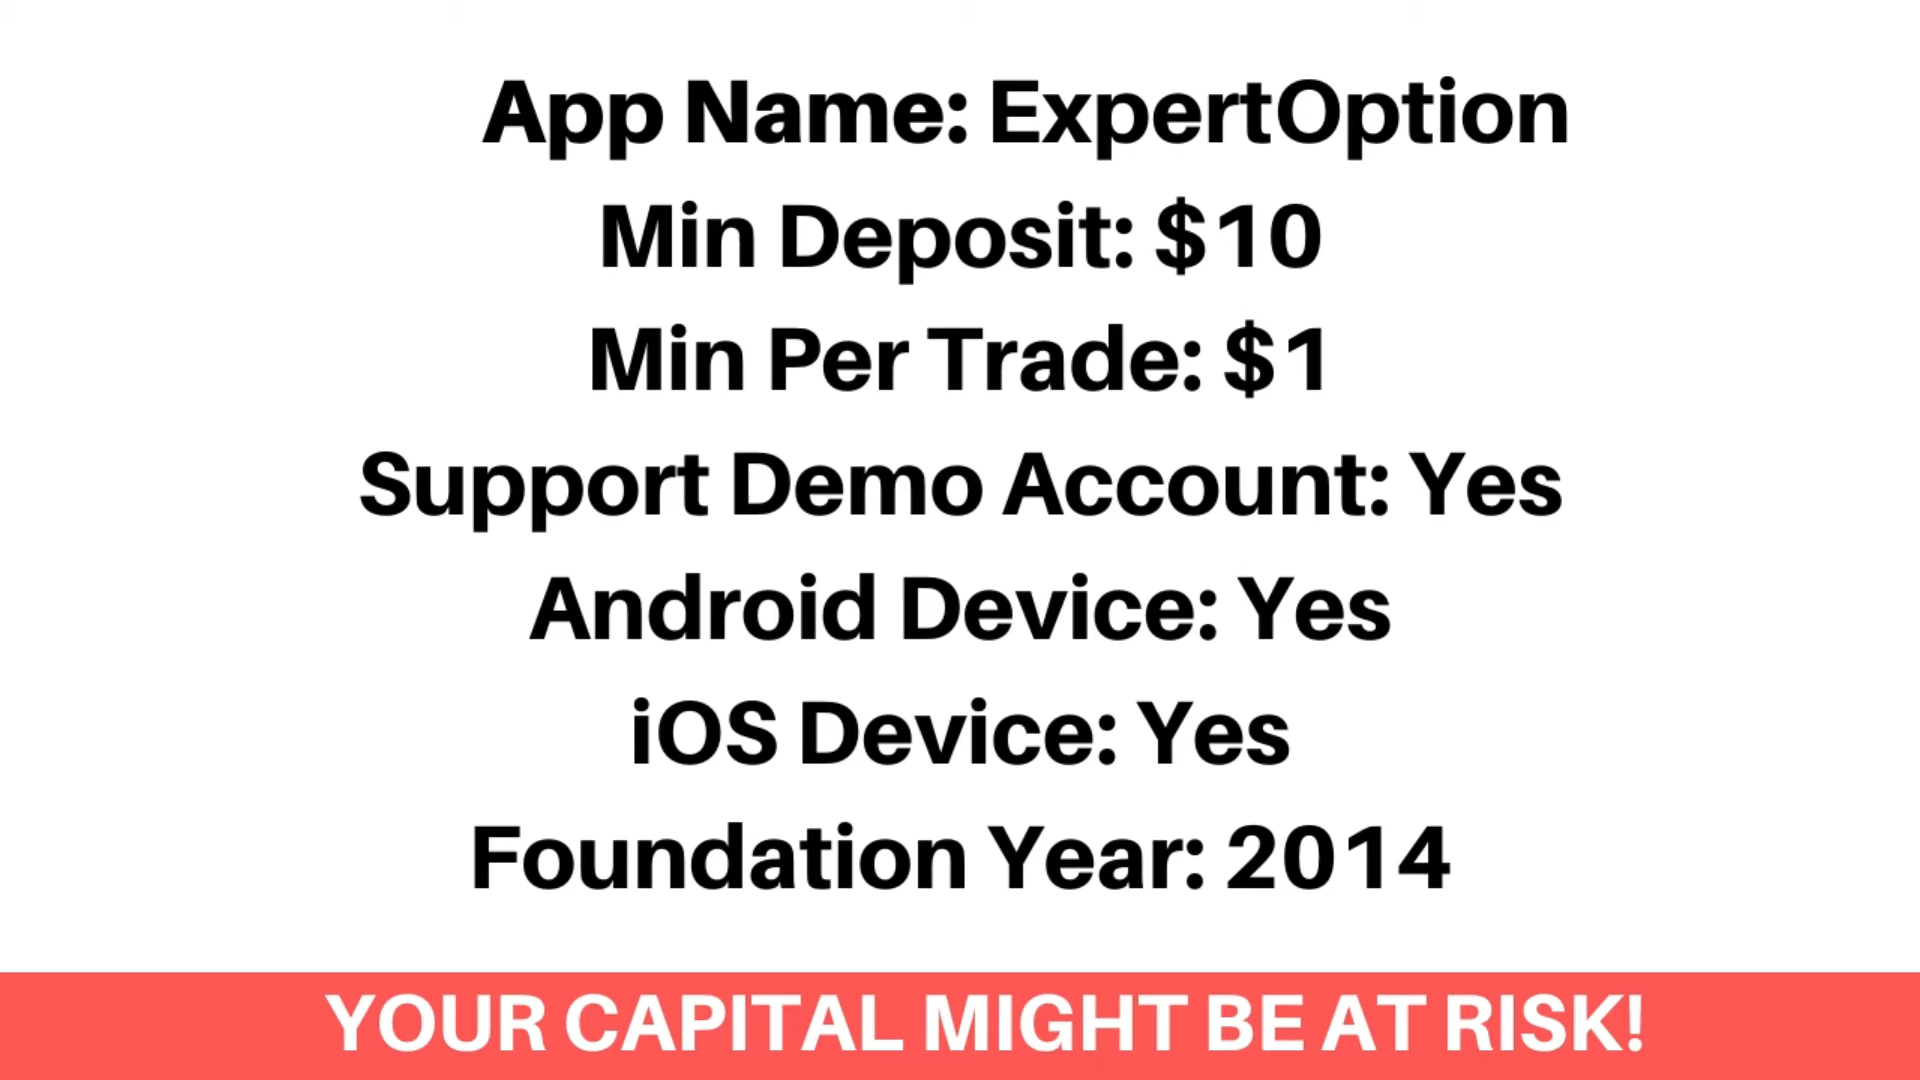 App Name: ExpertOption
Min Deposit: $10
Min Per Trade: $1
Support Demo Account: Yes
Android Device: Yes
iOS Device: Yes
Foundation Year: 2014
YOUR CAPITAL MIGHT BE AT RISK!